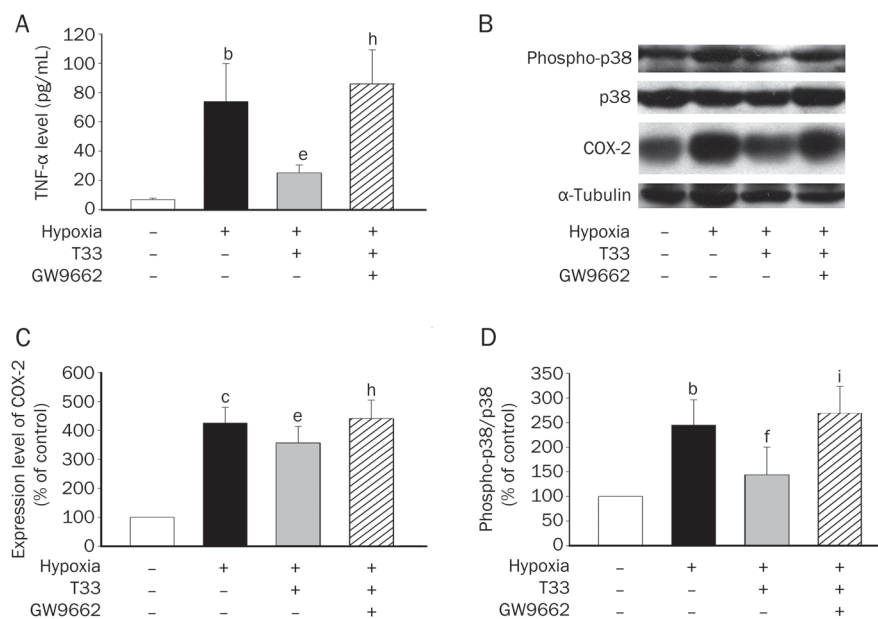 A
TNF-α level (pg/mL)
120
100
80
60
40
20
0
b
e
h
Hypoxia – + + +
T33 – – + +
GW9662 – – – +
B
Phospho-p38
p38
COX-2
α-Tubulin
Hypoxia – + + +
T33 – – + +
GW9662 – – – +
C
Expression level of COX-2
(% of control)
600
500
400
300
200
100
0
c
e
h
Hypoxia – + + +
T33 – – + +
GW9662 – – – +
D
Phospho-p38/p38
(% of control)
350
300
250
200
150
100
50
0
b
f
i
Hypoxia – + + +
T33 – – + +
GW9662 – – – +